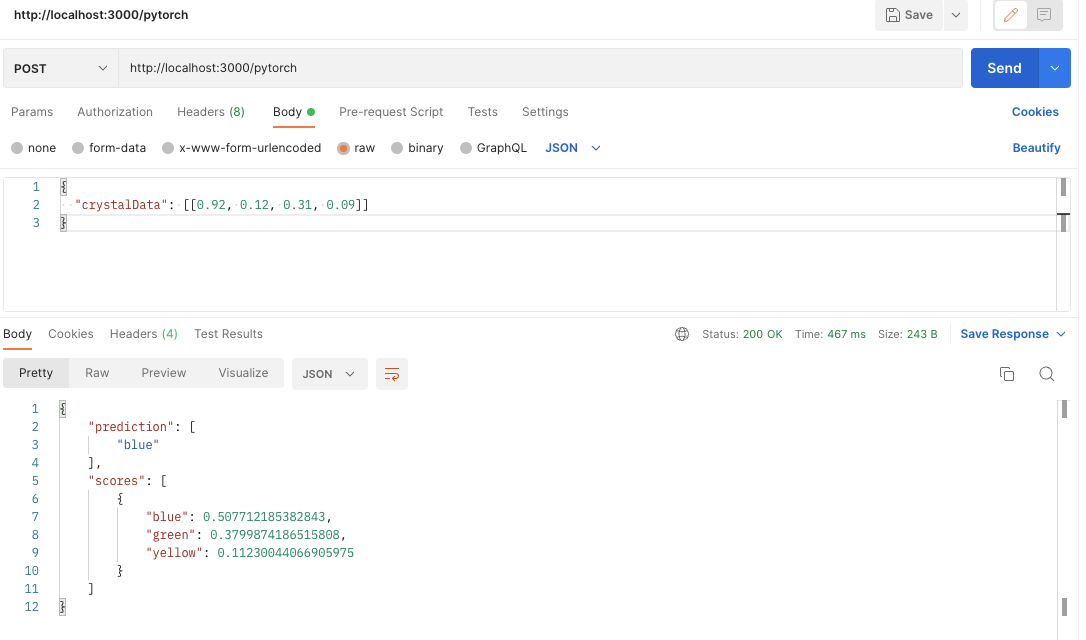 http://localhost:3000/pytorch Save
POST http://localhost:3000/pytorch Send
Params Authorization Headers (8) Body Pre-request Script Tests Settings Cookies
none form-data x-www-form-urlencoded raw binary GraphQL JSON Beautify
1 {
2 "crystalData": [[0.92, 0.12, 0.31, 0.09]]
3 }
Body Cookies Headers (4) Test Results Status: 200 OK Time: 467 ms Size: 243 B Save Response
Pretty Raw Preview Visualize JSON
1 {
2 "prediction": [
3 "blue"
4 ],
5 "scores": [
6 {
7 "blue": 0.507712185382843,
8 "green": 0.3799874186515808,
9 "yellow": 0.11230044066905975
10 }
11 ]
12 }